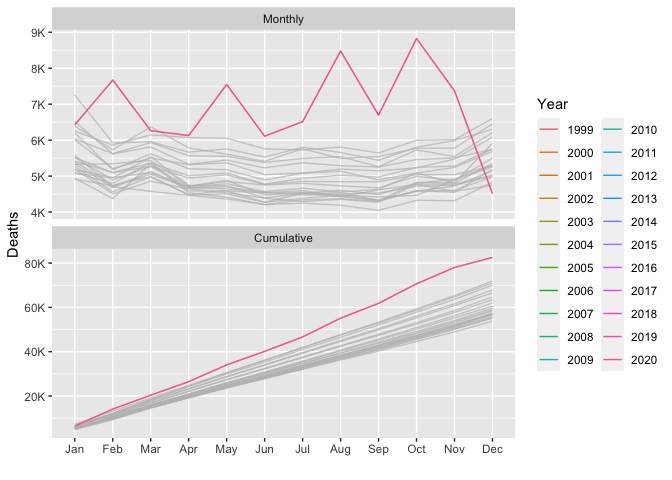 Monthly
9K
8K
7K
6K
5K
4K
Deaths
Cumulative
80K
60K
40K
20K
Jan Feb Mar Apr May Jun Jul Aug Sep Oct Nov Dec
Year
1999 2010
2000 2011
2001 2012
2002 2013
2003 2014
2004 2015
2005 2016
2006 2017
2007 2018
2008 2019
2009 2020